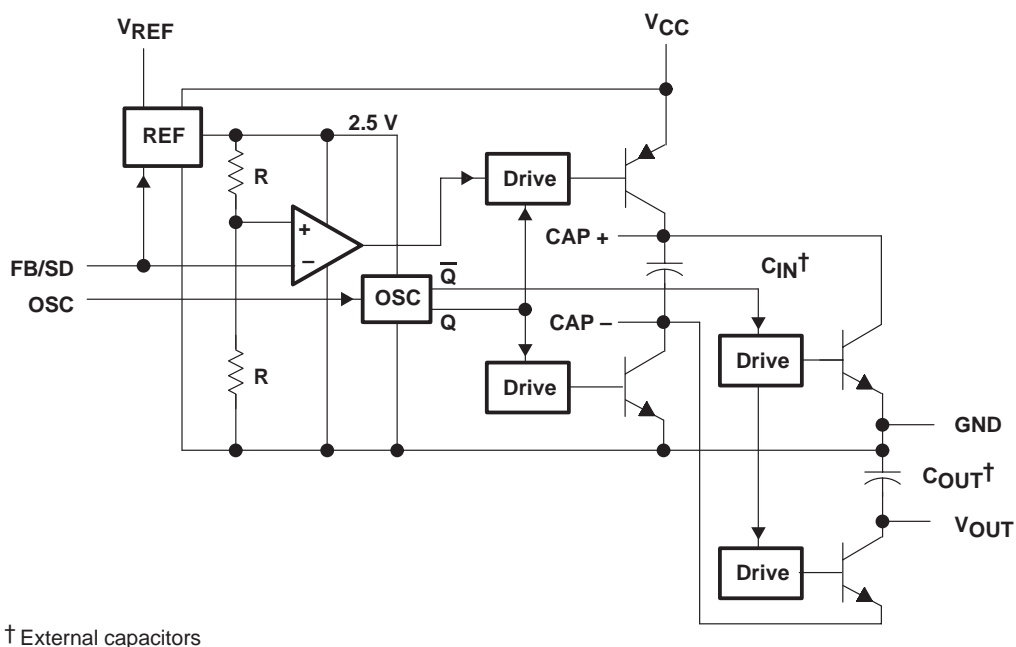 VREF
VCC
REF
2.5 V
R
Drive
+
–
CAP +
CIN†
FB/SD
Q̅
OSC
OSC
Q
CAP –
Drive
R
Drive
GND
COUT†
VOUT
Drive
† External capacitors